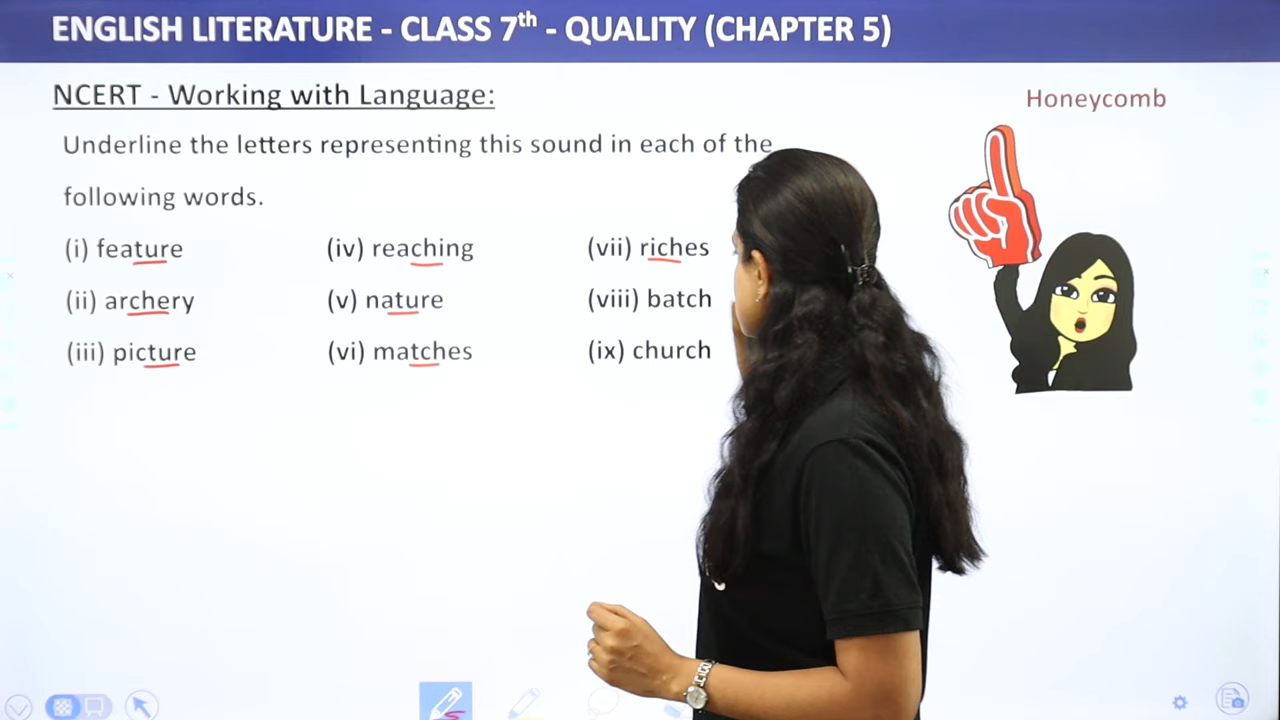 ENGLISH LITERATURE - CLASS 7th - QUALITY (CHAPTER 5)
NCERT - Working with Language:
Honeycomb
Underline the letters representing this sound in each of the
following words.
(i) feature
(iv) reaching
(vii) riches
(ii) archery
(v) nature
(viii) batch
(iii) picture
(vi) matches
(ix) church